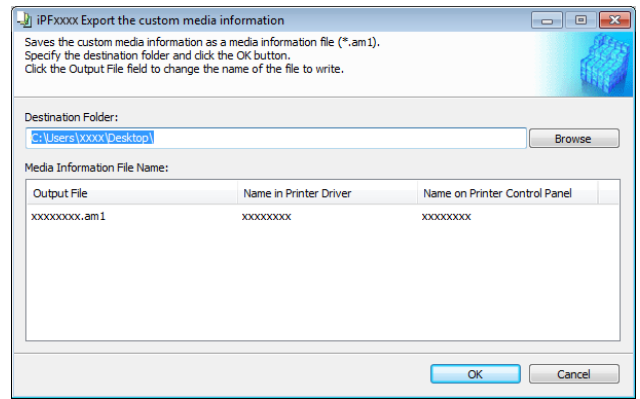 iPFxxxx Export the custom media information
Saves the custom media information as a media information file (*.am1).
Specify the destination folder and click the OK button.
Click the Output File field to change the name of the file to write.
Destination Folder:
C:\Users\xxxx\Desktop\
Browse
Media Information File Name:
Output File Name in Printer Driver Name on Printer Control Panel
xxxxxxxx.am1 xxxxxxxx xxxxxxxx
OK Cancel